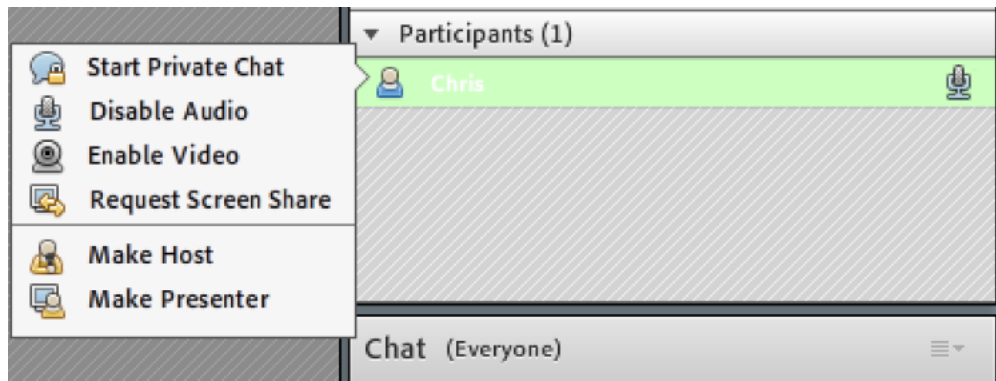 Participants (1)
Chris
Start Private Chat
Disable Audio
Enable Video
Request Screen Share
Make Host
Make Presenter
Chat (Everyone)